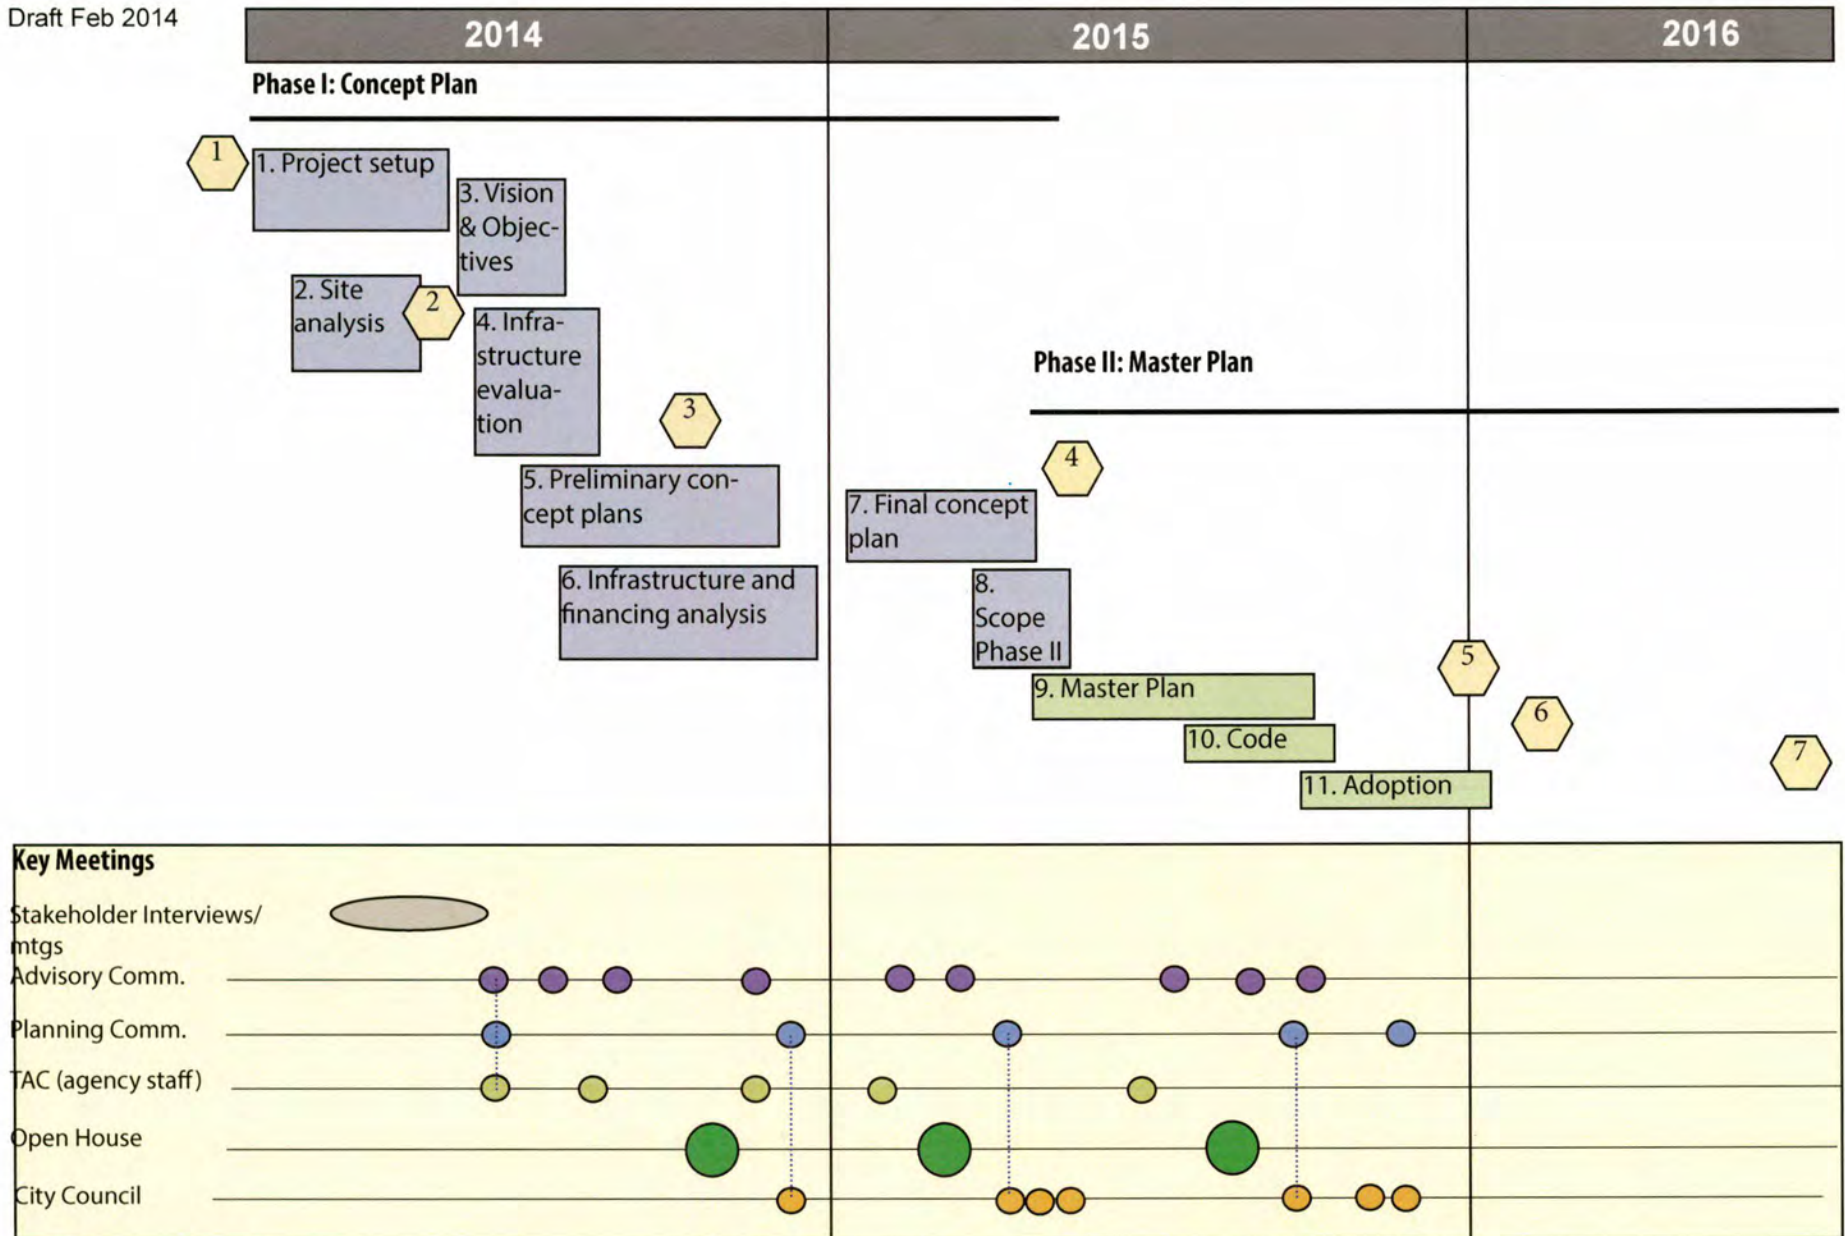 Draft Feb 2014
2014
2015
2016
Phase I: Concept Plan
1
1. Project setup
3. Vision
& Objec-
tives
2. Site
analysis
2
4. Infra-
structure
evalua-
tion
3
5. Preliminary con-
cept plans
6. Infrastructure and
financing analysis
Phase II: Master Plan
4
7. Final concept
plan
8.
Scope
Phase II
9. Master Plan
10. Code
11. Adoption
5
6
7
Key Meetings
Stakeholder Interviews/
mtgs
Advisory Comm.
Planning Comm.
TAC (agency staff)
Open House
City Council